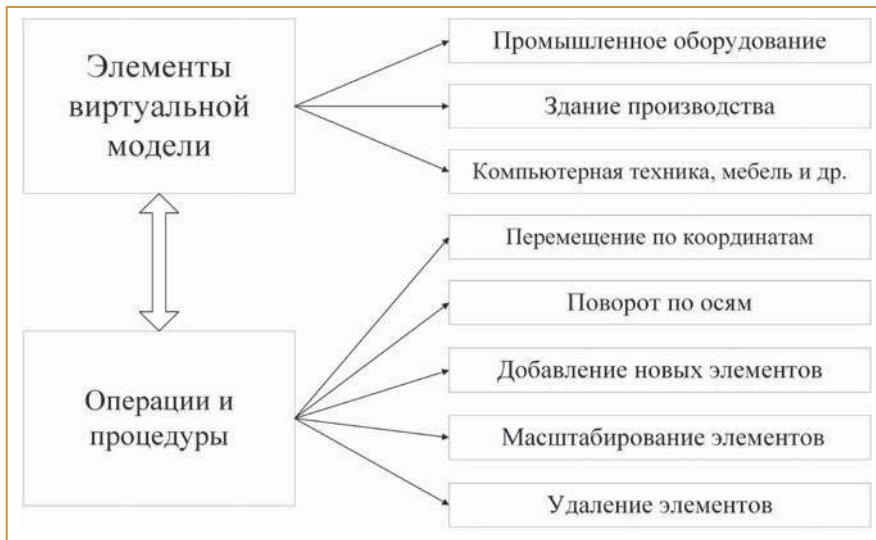 Элементы
виртуальной
модели
Промышленное оборудование
Здание производства
Компьютерная техника, мебель и др.
Операции и
процедуры
Перемещение по координатам
Поворот по осям
Добавление новых элементов
Масштабирование элементов
Удаление элементов